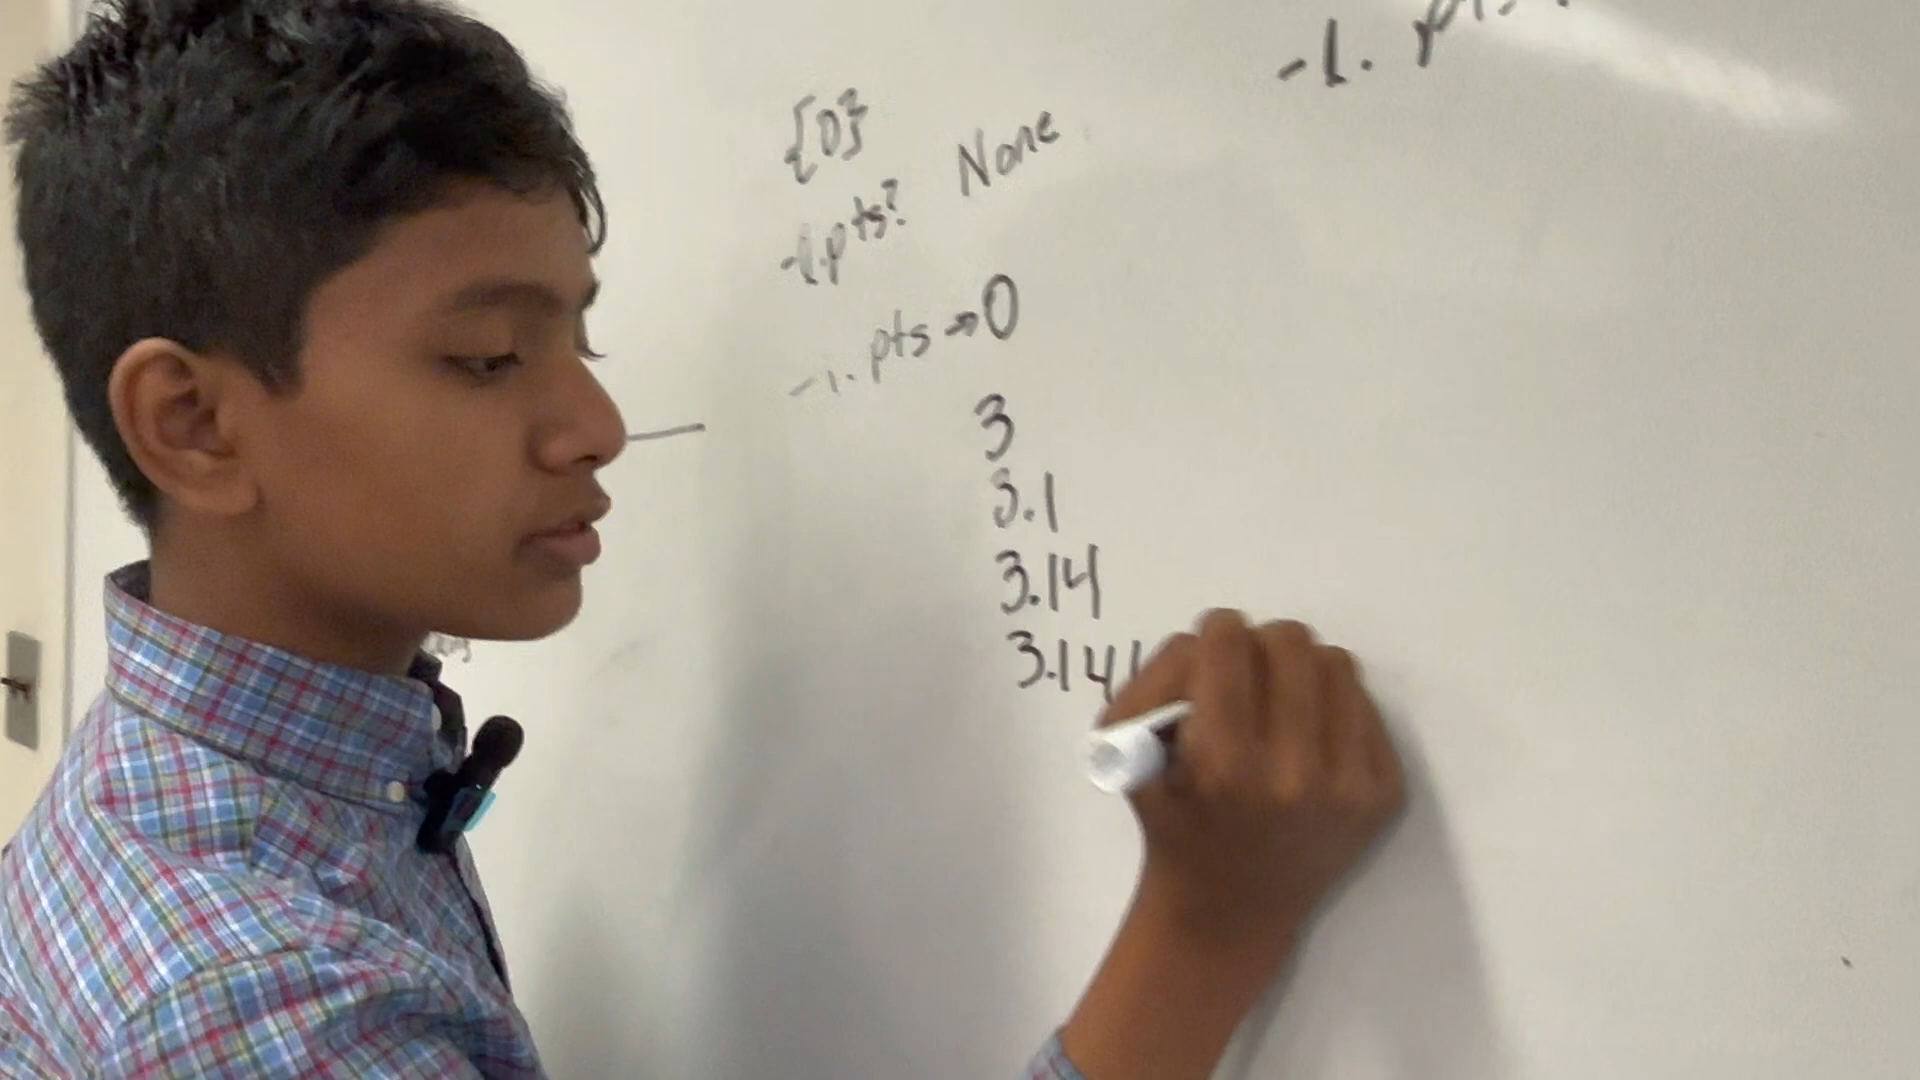 {0}
-l.pts? None
-l. pts → 0
3
3.1
3.14
3.141
-l. pts